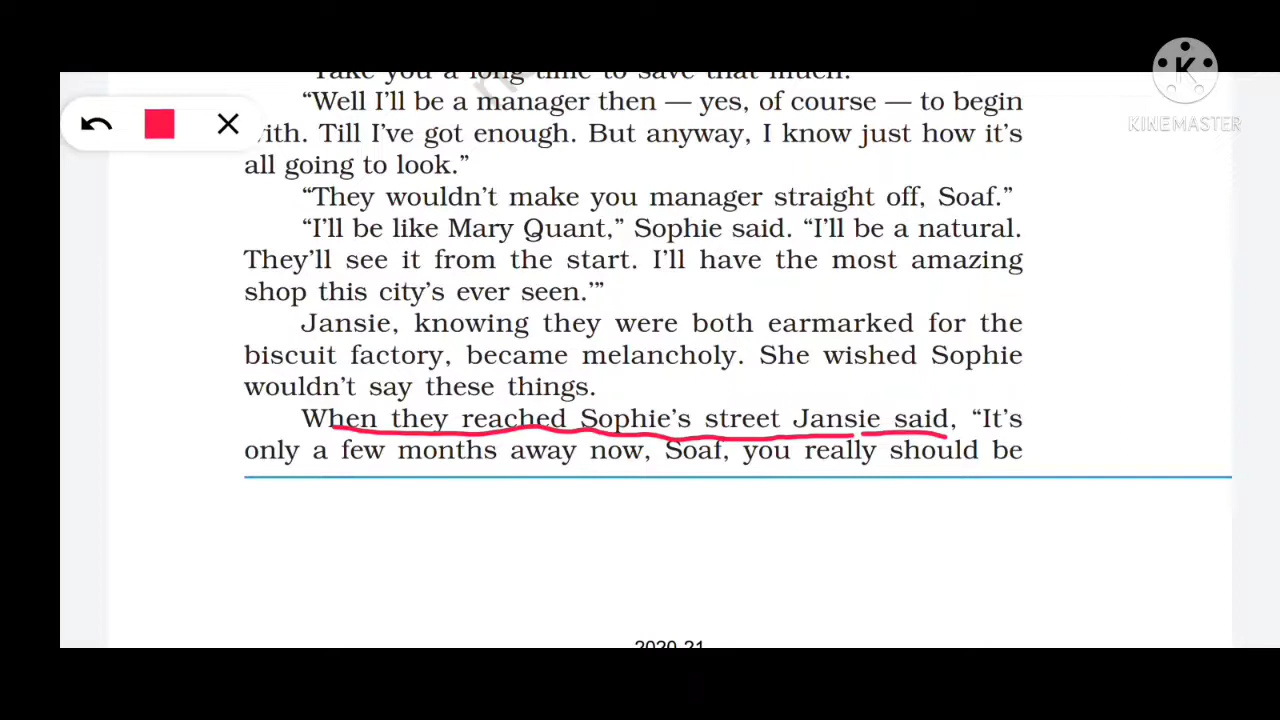 "Take you a long time to save that much."
"Well I'll be a manager then — yes, of course — to begin
with. Till I've got enough. But anyway, I know just how it's
all going to look."
"They wouldn't make you manager straight off, Soaf."
"I'll be like Mary Quant," Sophie said. "I'll be a natural.
They'll see it from the start. I'll have the most amazing
shop this city's ever seen.'"
Jansie, knowing they were both earmarked for the
biscuit factory, became melancholy. She wished Sophie
wouldn't say these things.
When they reached Sophie's street Jansie said, "It's
only a few months away now, Soaf, you really should be
2020-21
K
KINEMASTER